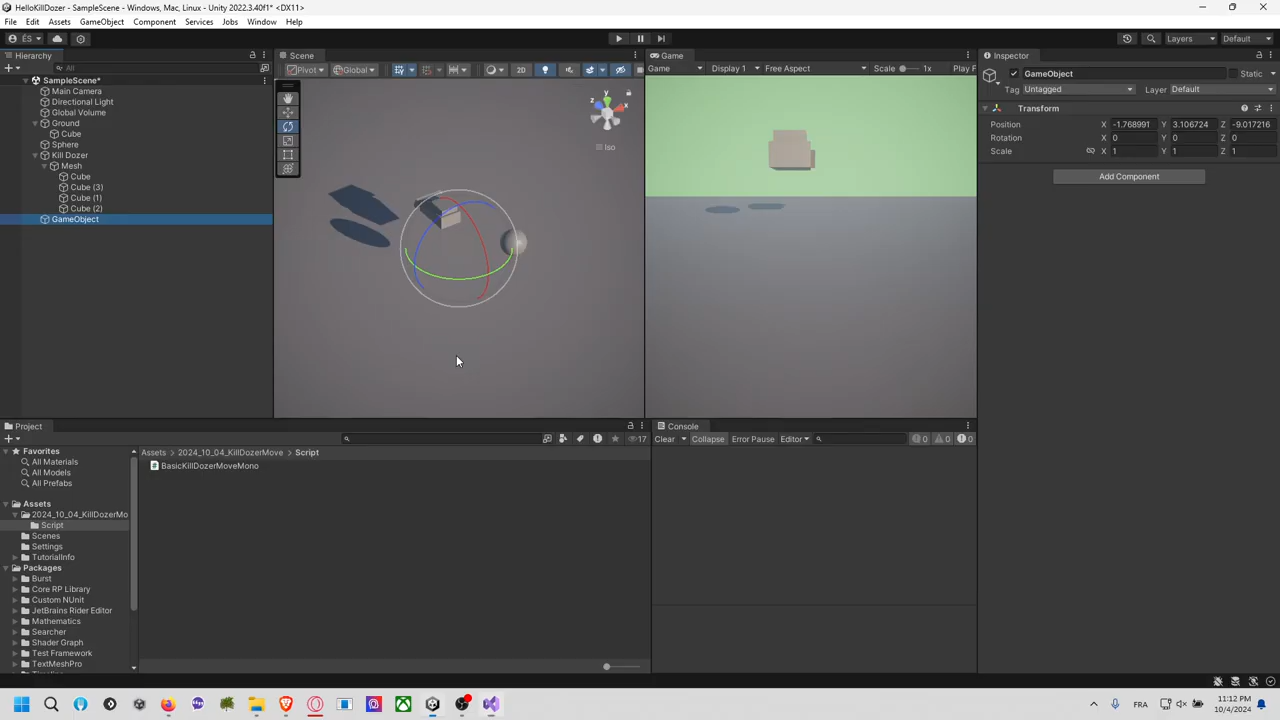 HelloKillDozer - SampleScene - Windows, Mac, Linux - Unity 2022.3.40f1* <DX11>
File Edit Assets GameObject Component Services Jobs Window Help
ÉS
Layers Default
Hierarchy
All
SampleScene*
Main Camera
Directional Light
Global Volume
Ground
Cube
Sphere
Kill Dozer
Mesh
Cube
Cube (3)
Cube (1)
Cube (2)
GameObject
Scene
Pivot Global 2D
y
x
z
Iso
Game
Game Display 1 Free Aspect Scale 1x Play F
Inspector
GameObject Static
Tag Untagged Layer Default
Transform
Position X -1.768991 Y 3.106724 Z -9.017216
Rotation X 0 Y 0 Z 0
Scale X 1 Y 1 Z 1
Add Component
Project
17
Favorites
All Materials
All Models
All Prefabs
Assets
2024_10_04_KillDozerMo
Script
Scenes
Settings
TutorialInfo
Packages
Burst
Core RP Library
Custom NUnit
JetBrains Rider Editor
Mathematics
Searcher
Shader Graph
Test Framework
TextMeshPro
Assets 2024_10_04_KillDozerMove Script
BasicKillDozerMoveMono
Console
Clear Collapse Error Pause Editor 0 0 0
FRA
11:12 PM
10/4/2024